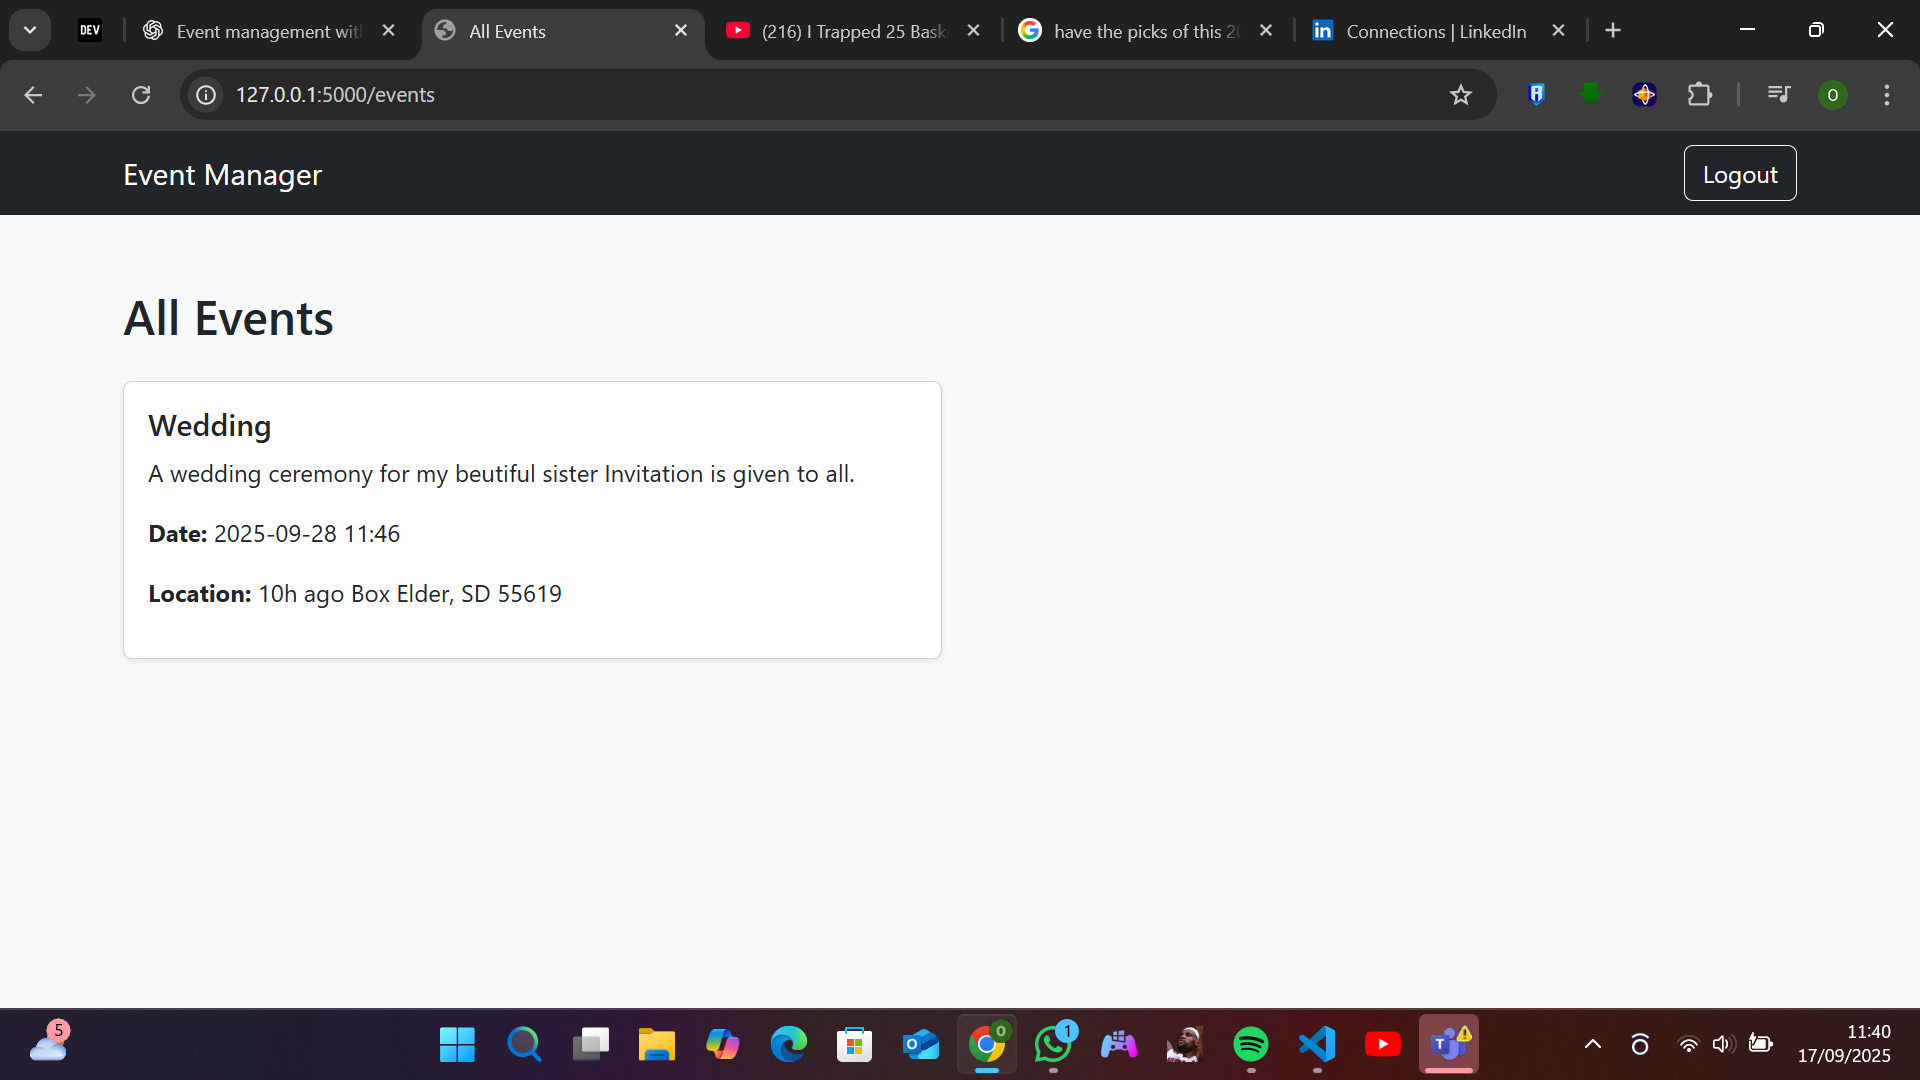 DEV
Event management wit
All Events
(216) I Trapped 25 Bask
have the picks of this 20
Connections | LinkedIn
127.0.0.1:5000/events
O
Event Manager
Logout
All Events
Wedding
A wedding ceremony for my beutiful sister Invitation is given to all.
Date: 2025-09-28 11:46
Location: 10h ago Box Elder, SD 55619
5
1
11:40
17/09/2025